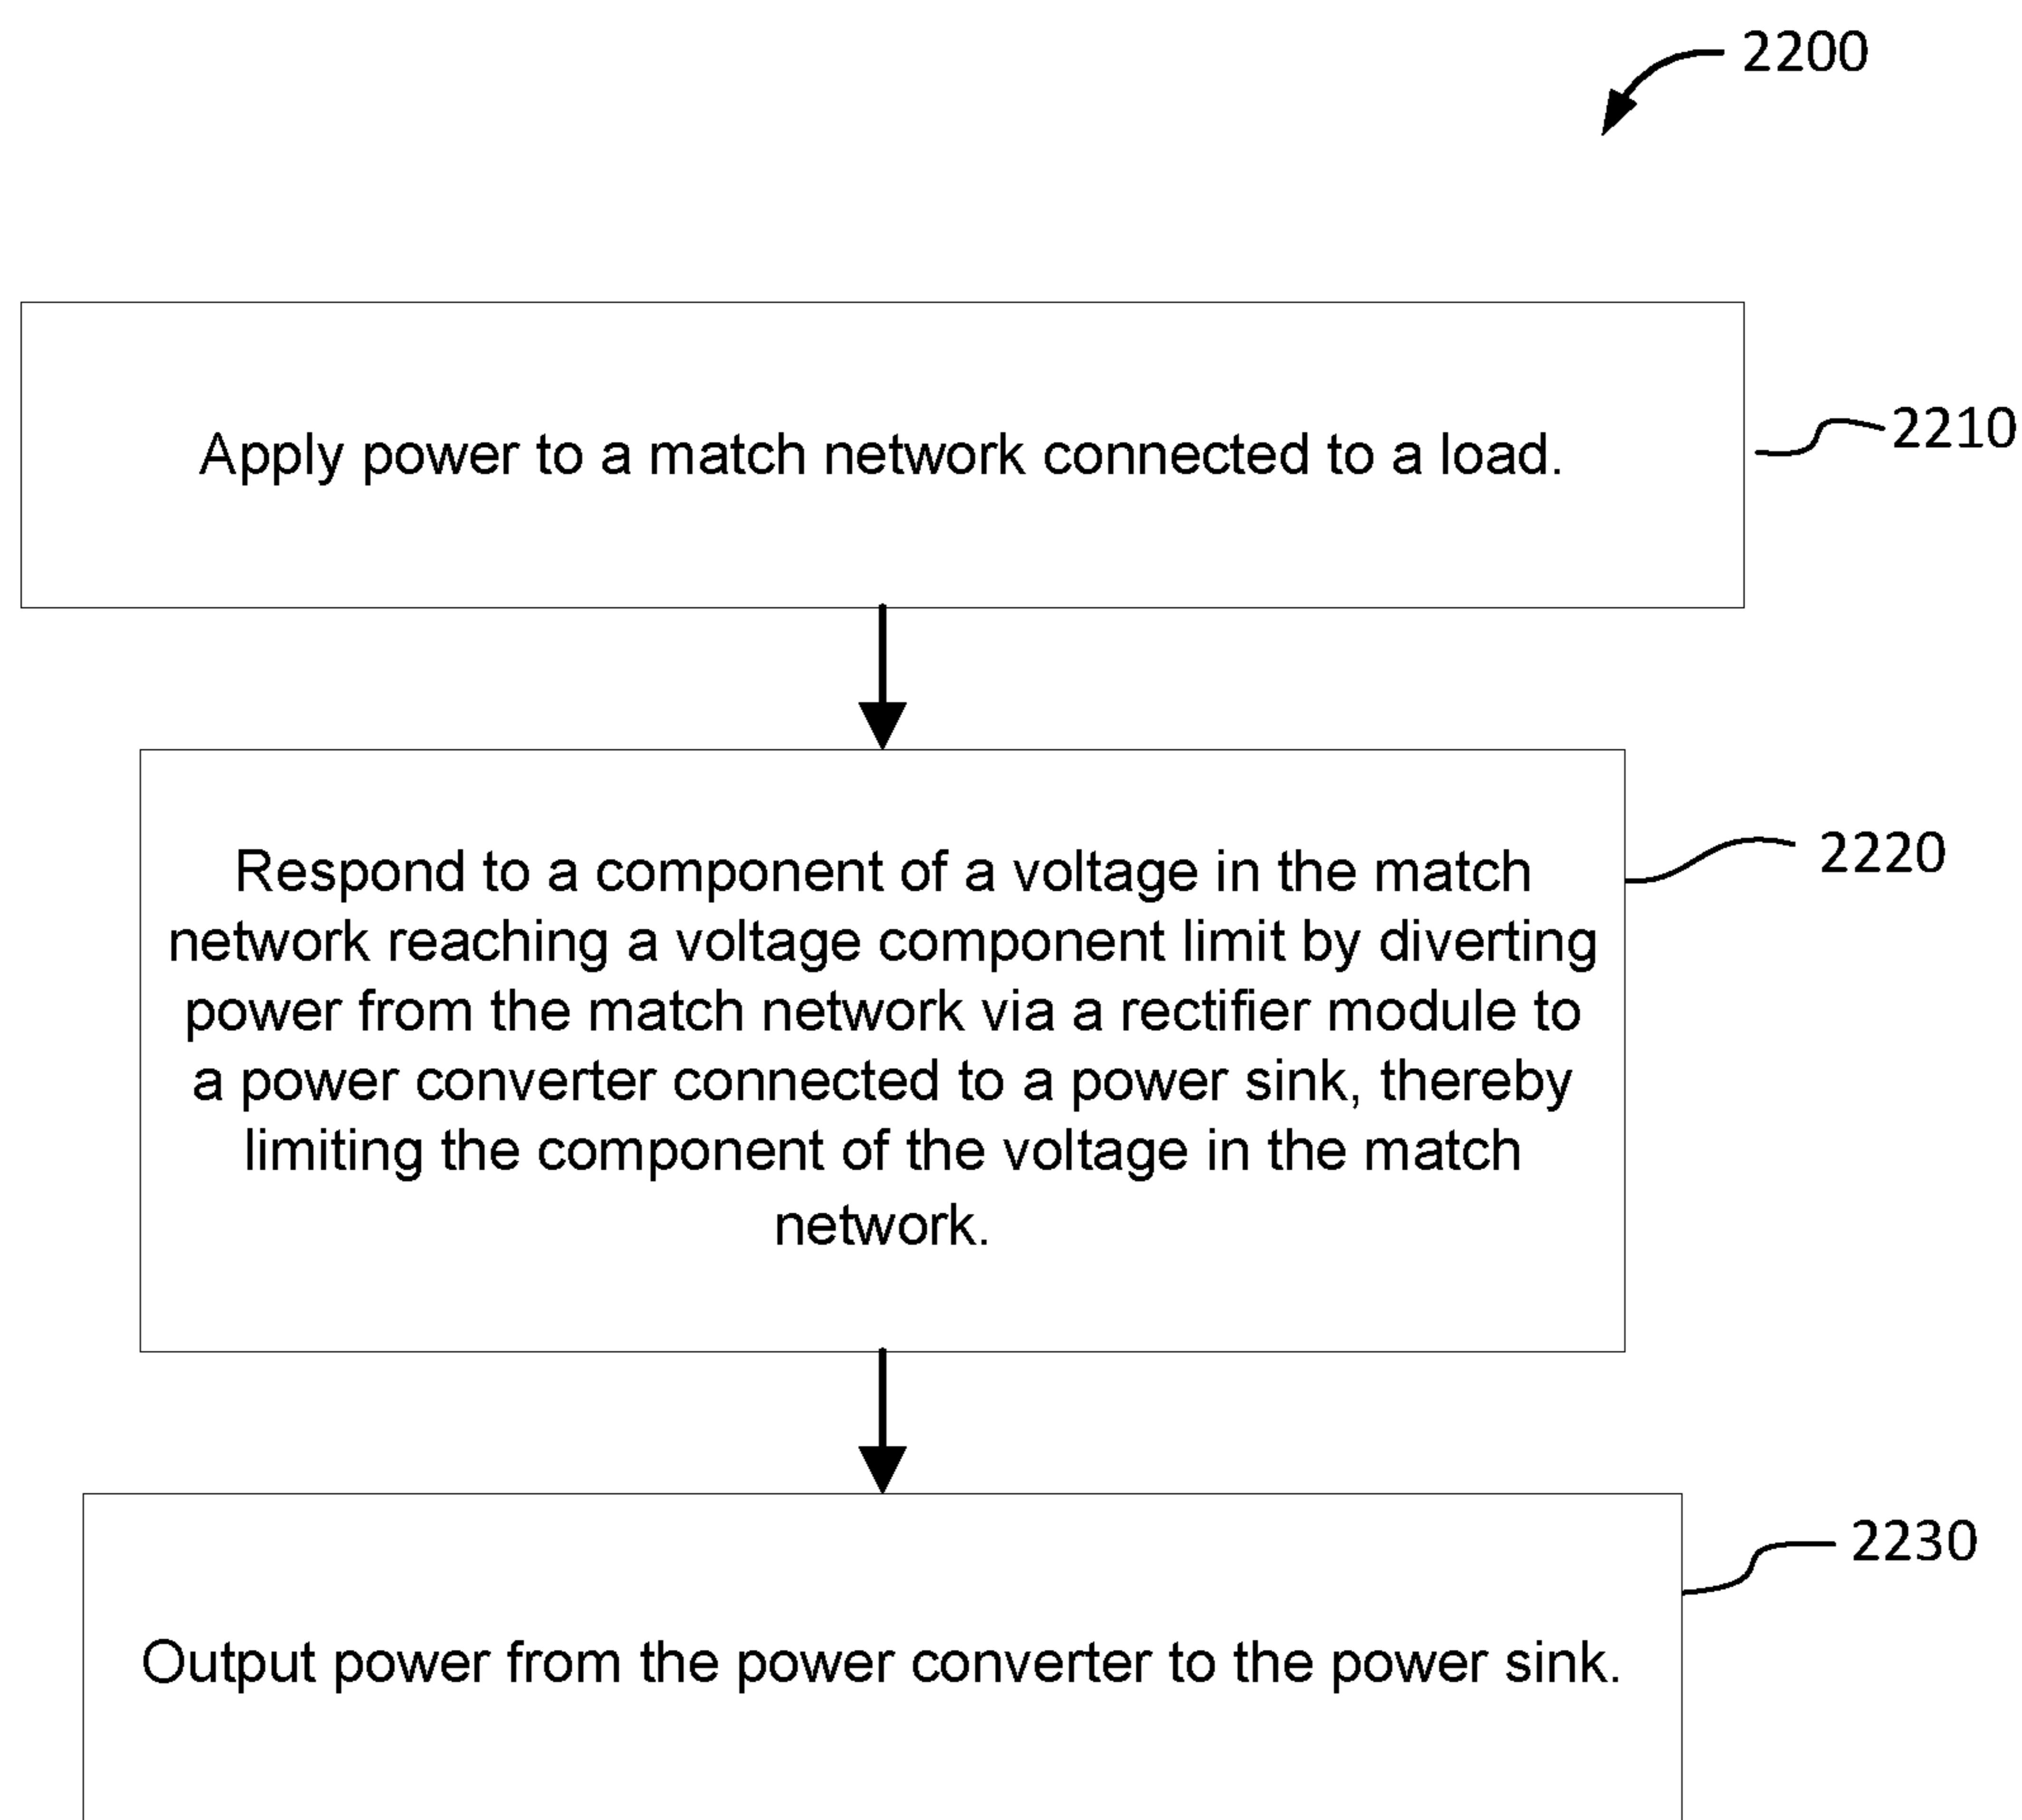 2200
Apply power to a match network connected to a load.
2210
Respond to a component of a voltage in the match
network reaching a voltage component limit by diverting
power from the match network via a rectifier module to
a power converter connected to a power sink, thereby
limiting the component of the voltage in the match
network.
2220
Output power from the power converter to the power sink.
2230